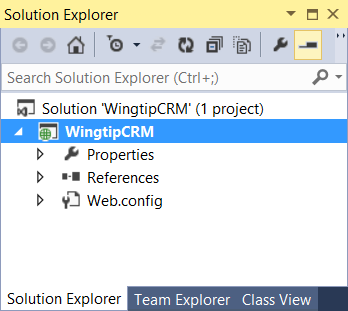 Solution Explorer
Search Solution Explorer (Ctrl+;)
Solution 'WingtipCRM' (1 project)
WingtipCRM
Properties
References
Web.config
Solution Explorer Team Explorer Class View